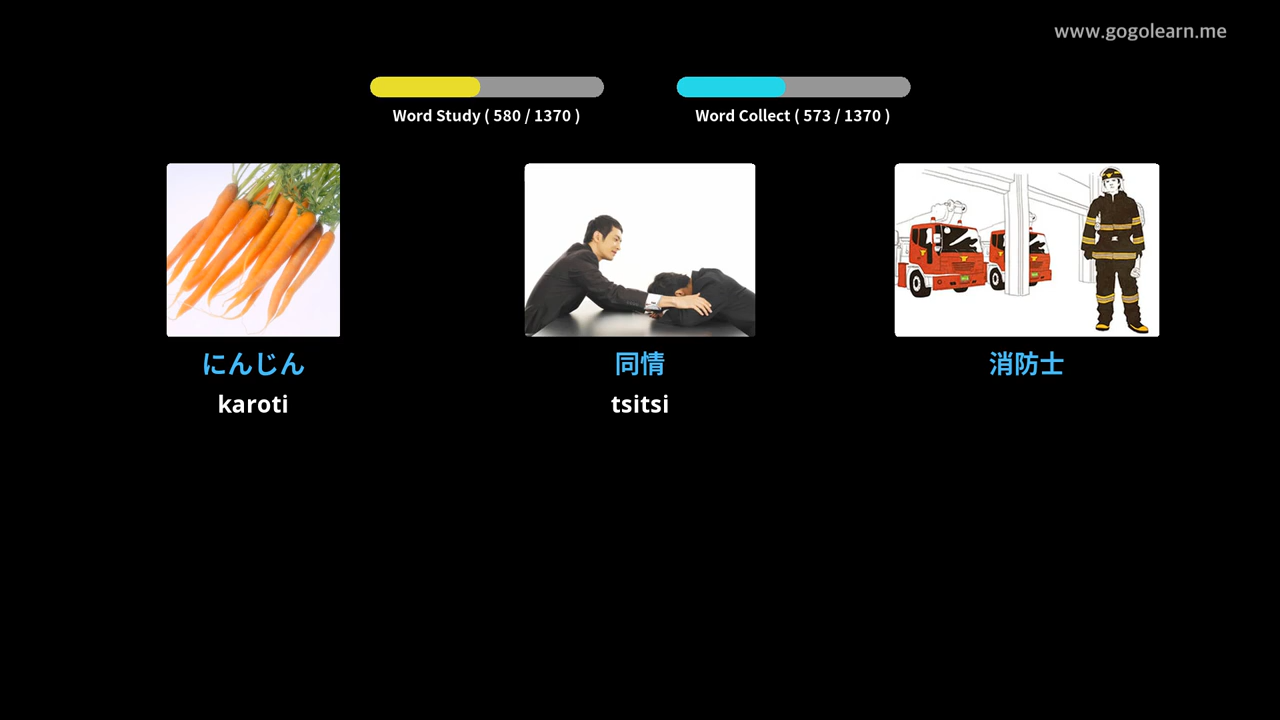 www.gogolearn.me
Word Study ( 580 / 1370 )
Word Collect ( 573 / 1370 )
にんじん
同情
消防士
karoti
tsitsi